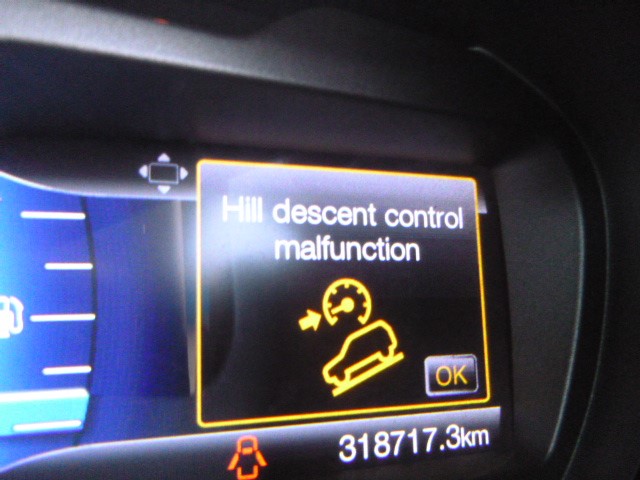 Hill descent control
malfunction
OK
318717.3km